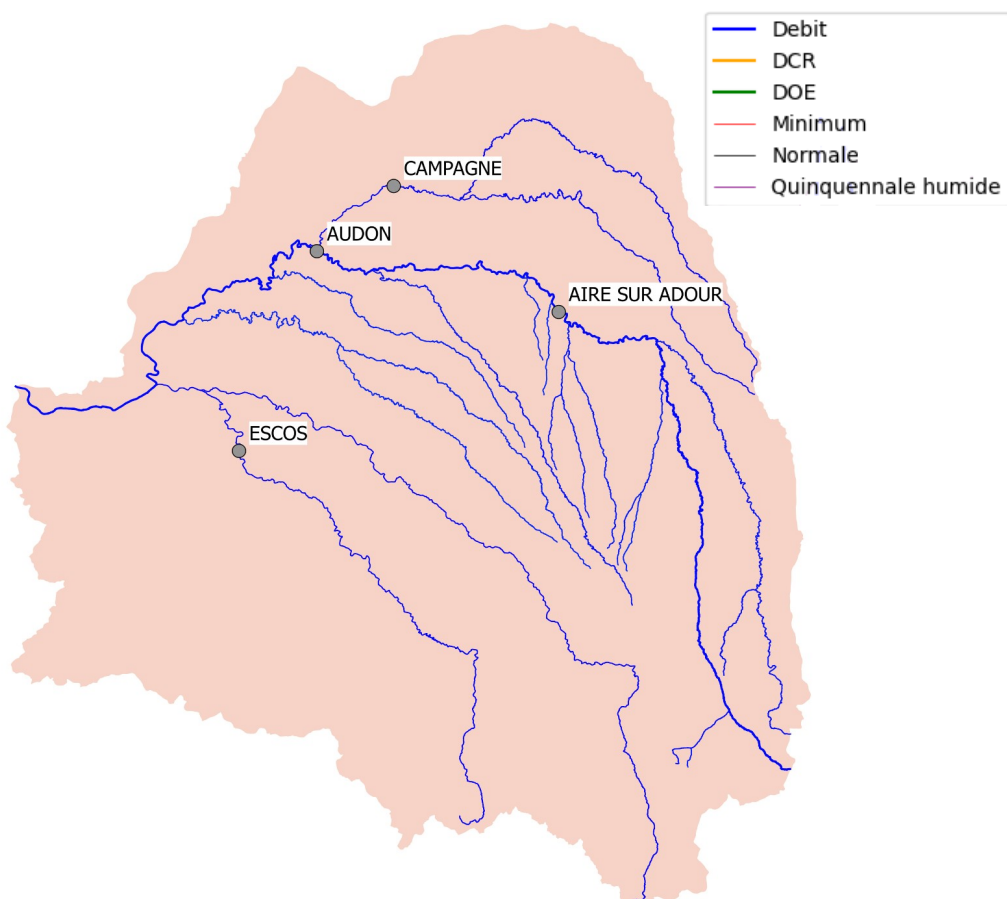 Debit
DCR
DOE
Minimum
Normale
Quinquennale humide
CAMPAGNE
AUDON
AIRE SUR ADOUR
ESCOS